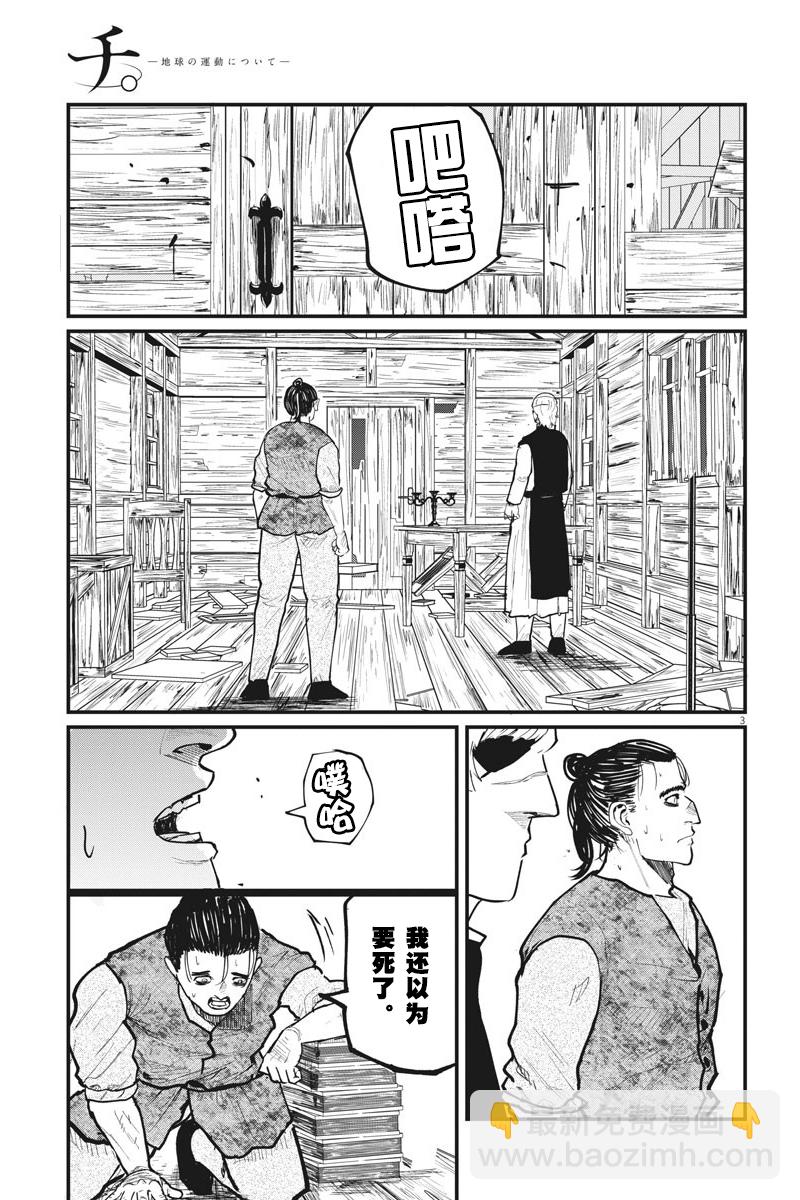 チ。
—地球の運動について—
吧嗒
3
噗哈
我还以为
要死了。
👇最新免费漫画👇
www.baozimh.com